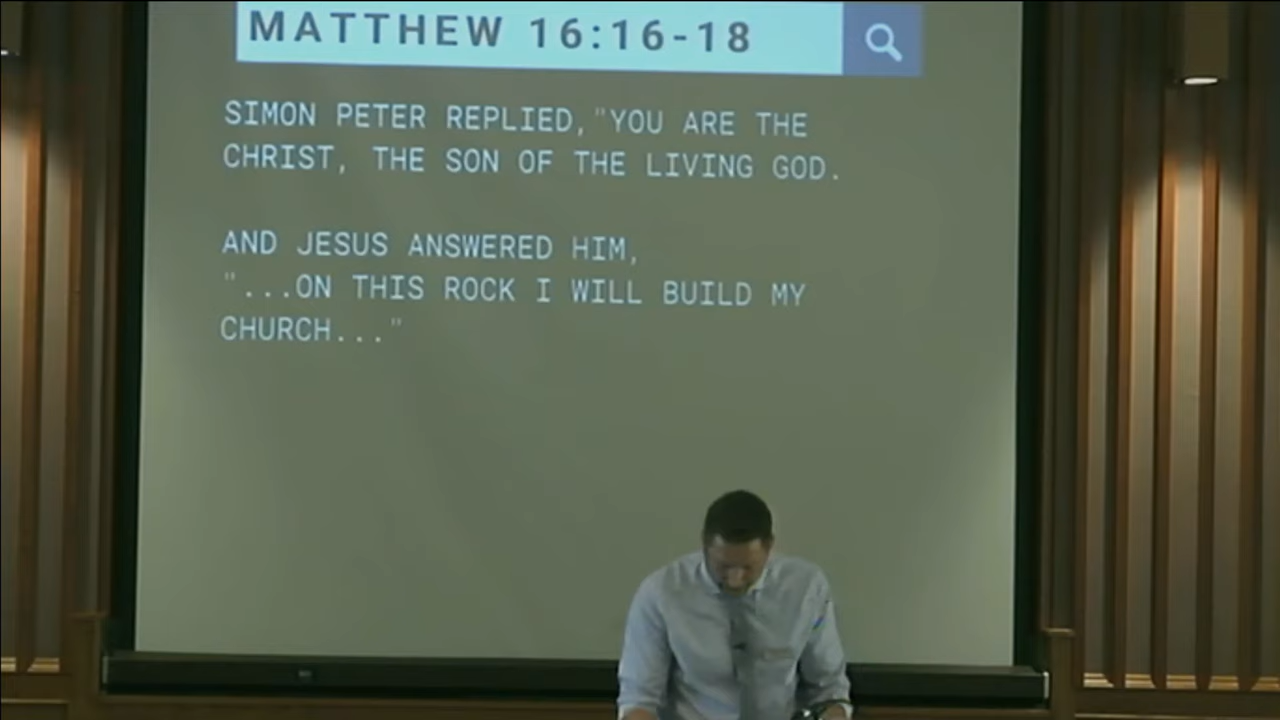 MATTHEW 16:16-18
SIMON PETER REPLIED,"YOU ARE THE
CHRIST, THE SON OF THE LIVING GOD.
AND JESUS ANSWERED HIM,
"...ON THIS ROCK I WILL BUILD MY
CHURCH..."